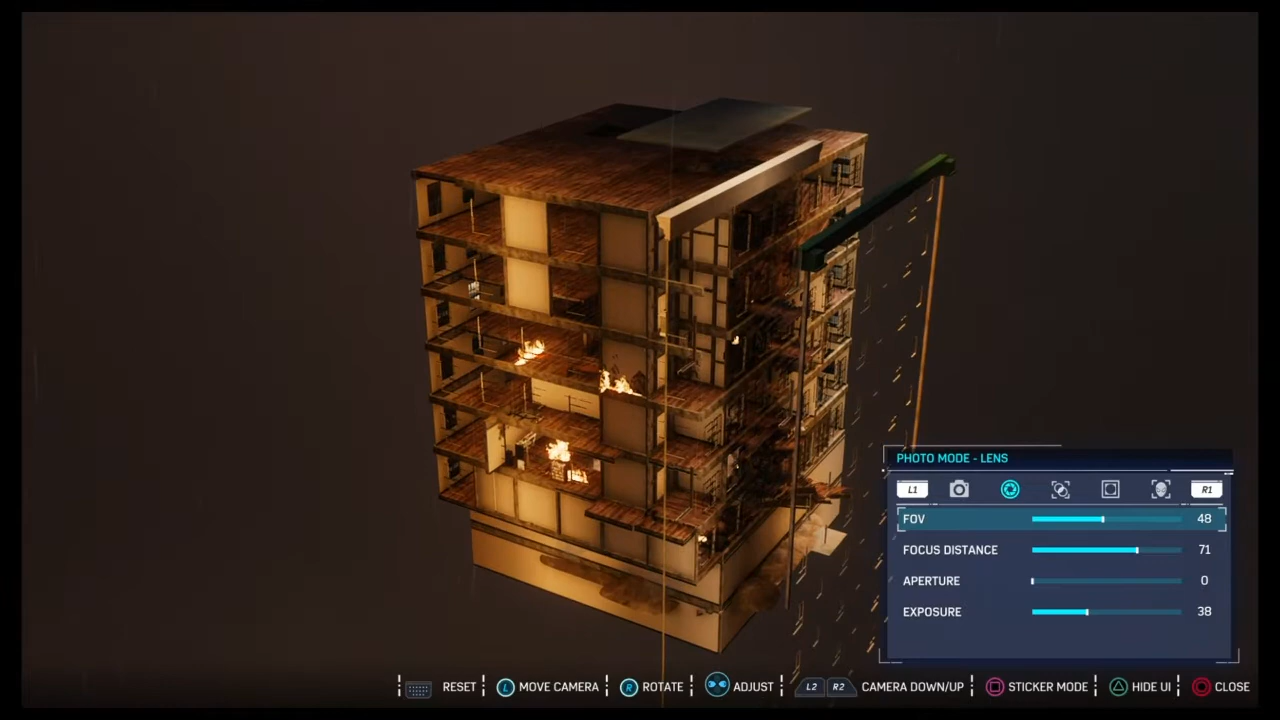 PHOTO MODE - LENS
L1
R1
FOV 48
FOCUS DISTANCE 71
APERTURE 0
EXPOSURE 38
RESET L MOVE CAMERA R ROTATE ADJUST L2 R2 CAMERA DOWN/UP STICKER MODE HIDE UI CLOSE